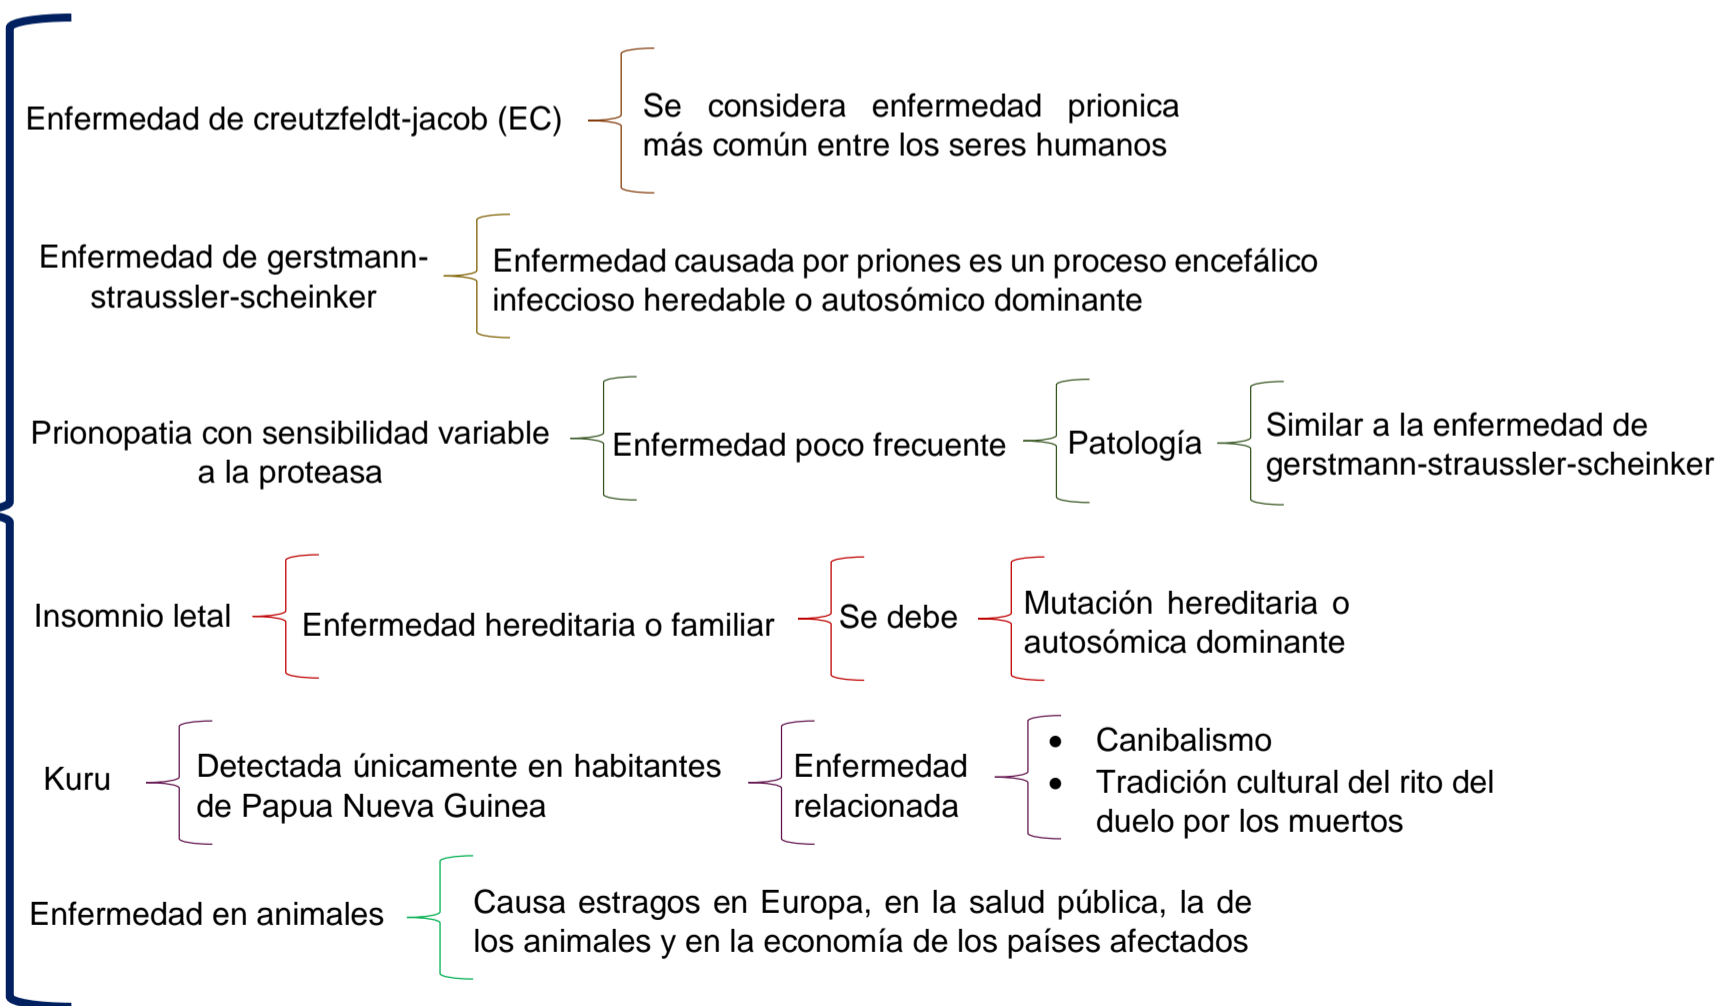 Enfermedad de creutzfeldt-jacob (EC)
Se considera enfermedad prionica
más común entre los seres humanos
Enfermedad de gerstmann-
straussler-scheinker
Enfermedad causada por priones es un proceso encefálico
infeccioso heredable o autosómico dominante
Prionopatia con sensibilidad variable
a la proteasa
Enfermedad poco frecuente
Patología
Similar a la enfermedad de
gerstmann-straussler-scheinker
Insomnio letal
Enfermedad hereditaria o familiar
Se debe
Mutación hereditaria o
autosómica dominante
Kuru
Detectada únicamente en habitantes
de Papua Nueva Guinea
Enfermedad
relacionada
• Canibalismo
• Tradición cultural del rito del
duelo por los muertos
Enfermedad en animales
Causa estragos en Europa, en la salud pública, la de
los animales y en la economía de los países afectados